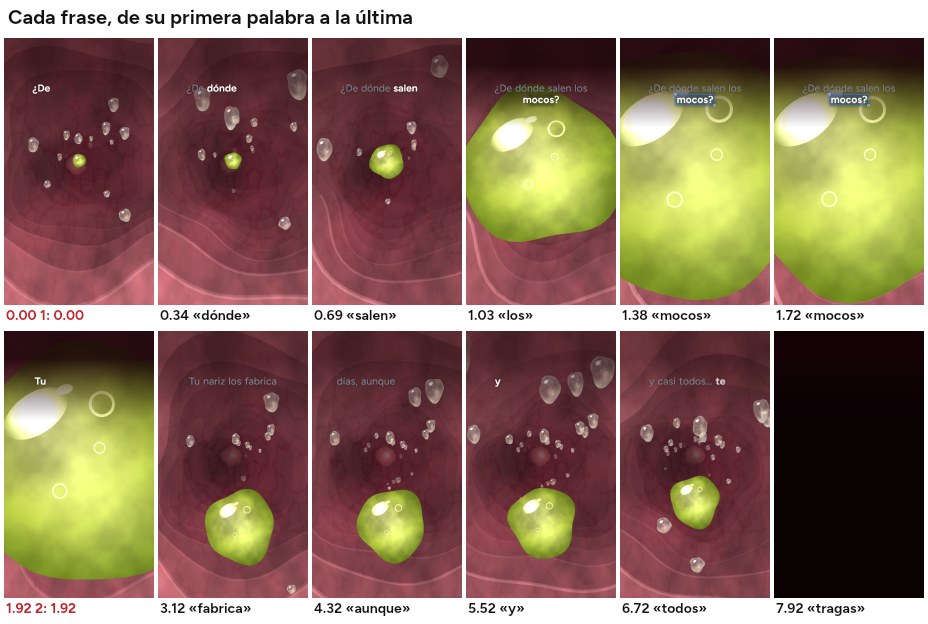 Cada frase, de su primera palabra a la última
¿De
¿De dónde
¿De dónde salen
¿De dónde salen los
mocos?
¿De dónde salen los
mocos?
¿De dónde salen los
mocos?
0.00 1: 0.00
0.34 «dónde»
0.69 «salen»
1.03 «los»
1.38 «mocos»
1.72 «mocos»
Tu
Tu nariz los fabrica
días, aunque
y
y casi todos... te
1.92 2: 1.92
3.12 «fabrica»
4.32 «aunque»
5.52 «y»
6.72 «todos»
7.92 «tragas»